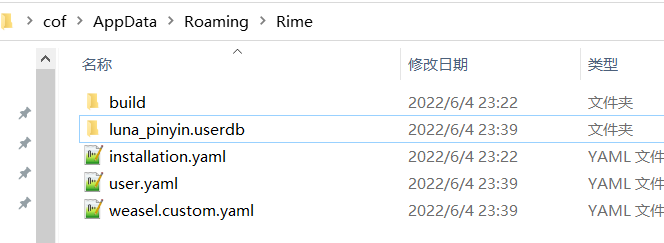 cof > AppData > Roaming > Rime
名称 修改日期 类型
build 2022/6/4 23:22 文件夹
luna_pinyin.userdb 2022/6/4 23:39 文件夹
installation.yaml 2022/6/4 23:22 YAML 文件
user.yaml 2022/6/4 23:39 YAML 文件
weasel.custom.yaml 2022/6/4 23:39 YAML 文件